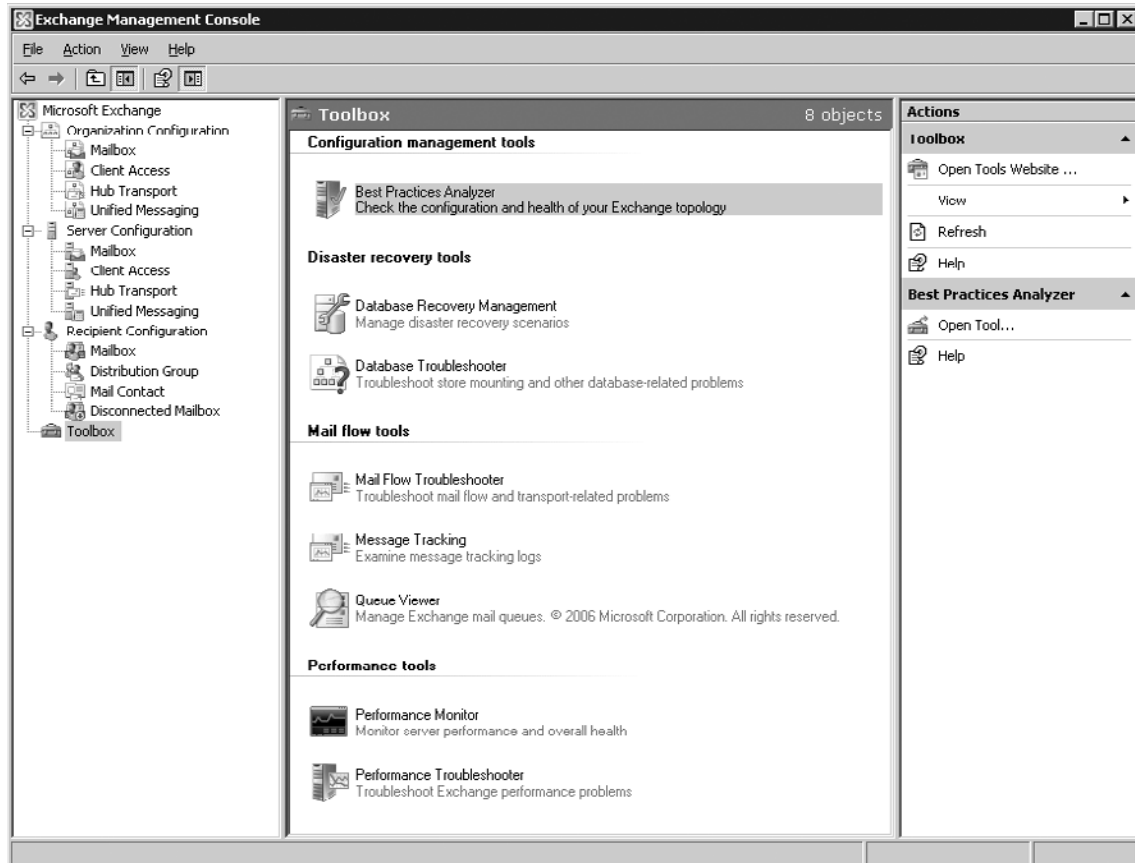 Exchange Management Console
File Action View Help
Microsoft Exchange
Organization Configuration
Mailbox
Client Access
Hub Transport
Unified Messaging
Server Configuration
Mailbox
Client Access
Hub Transport
Unified Messaging
Recipient Configuration
Mailbox
Distribution Group
Mail Contact
Disconnected Mailbox
Toolbox
Toolbox 8 objects
Configuration management tools
Best Practices Analyzer
Check the configuration and health of your Exchange topology
Disaster recovery tools
Database Recovery Management
Manage disaster recovery scenarios
Database Troubleshooter
Troubleshoot store mounting and other database-related problems
Mail flow tools
Mail Flow Troubleshooter
Troubleshoot mail flow and transport-related problems
Message Tracking
Examine message tracking logs
Queue Viewer
Manage Exchange mail queues. © 2006 Microsoft Corporation. All rights reserved.
Performance tools
Performance Monitor
Monitor server performance and overall health
Performance Troubleshooter
Troubleshoot Exchange performance problems
Actions
Toolbox
Open Tools Website ...
View
Refresh
Help
Best Practices Analyzer
Open Tool...
Help